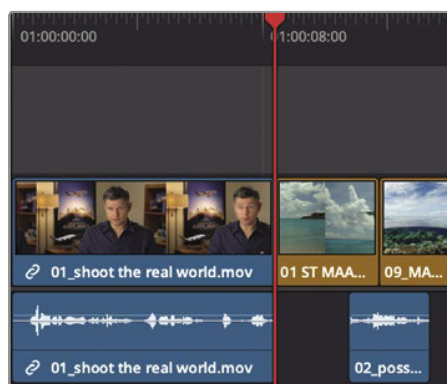 01:00:00:00
01:00:08:00
01_shoot the real world.mov
01 ST MAA...
09_MA...
01_shoot the real world.mov
02_poss...